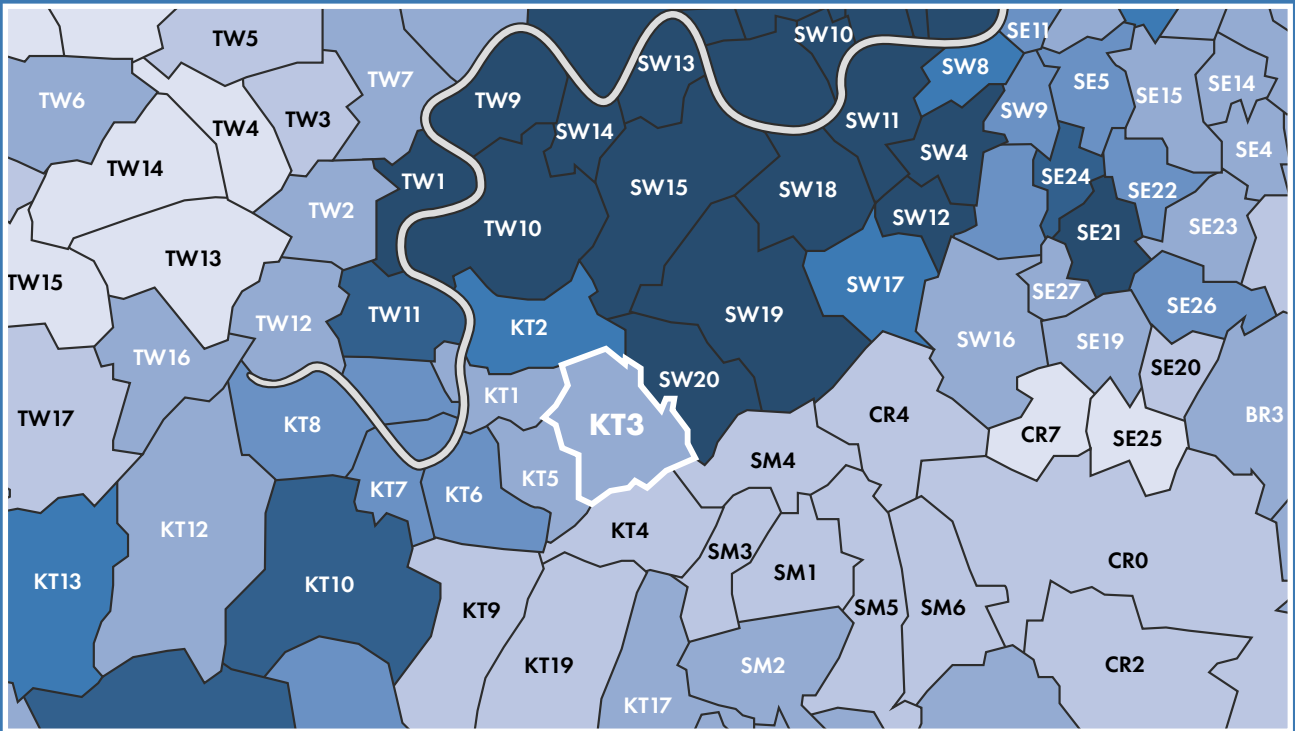 TW5
SW10
SE11
SW13
SW8
TW7
SE5
SE14
SE15
TW6
TW9
SW9
TW3
SW11
TW4
SW14
SE4
SW4
TW14
SE24
TW1
SW15
SW18
SE22
TW2
SW12
TW10
SE23
SE21
TW13
TW15
SW17
SE27
SE26
TW11
SW19
TW12
KT2
SW16
SE19
TW16
SE20
SW20
KT1
TW17
CR4
BR3
KT8
KT3
CR7
SE25
SM4
KT5
KT7
KT6
KT12
KT4
SM3
CR0
SM1
KT13
KT10
KT9
SM5
SM6
KT19
SM2
CR2
KT17